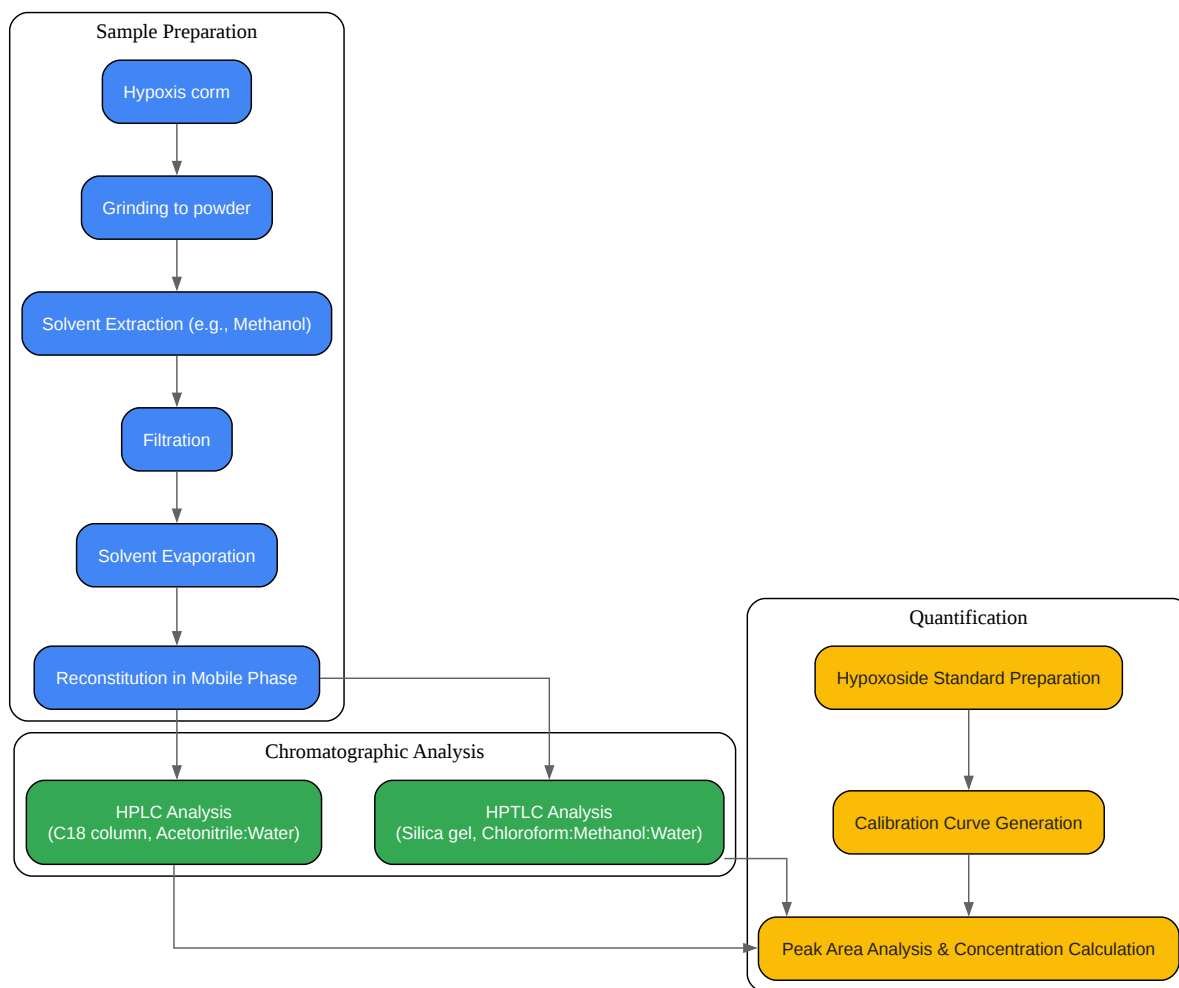 Sample Preparation
Hypoxis corm
Grinding to powder
Solvent Extraction (e.g., Methanol)
Filtration
Solvent Evaporation
Reconstitution in Mobile Phase
Chromatographic Analysis
HPLC Analysis
(C18 column, Acetonitrile:Water)
HPTLC Analysis
(Silica gel, Chloroform:Methanol:Water)
Quantification
Hypoxoside Standard Preparation
Calibration Curve Generation
Peak Area Analysis & Concentration Calculation